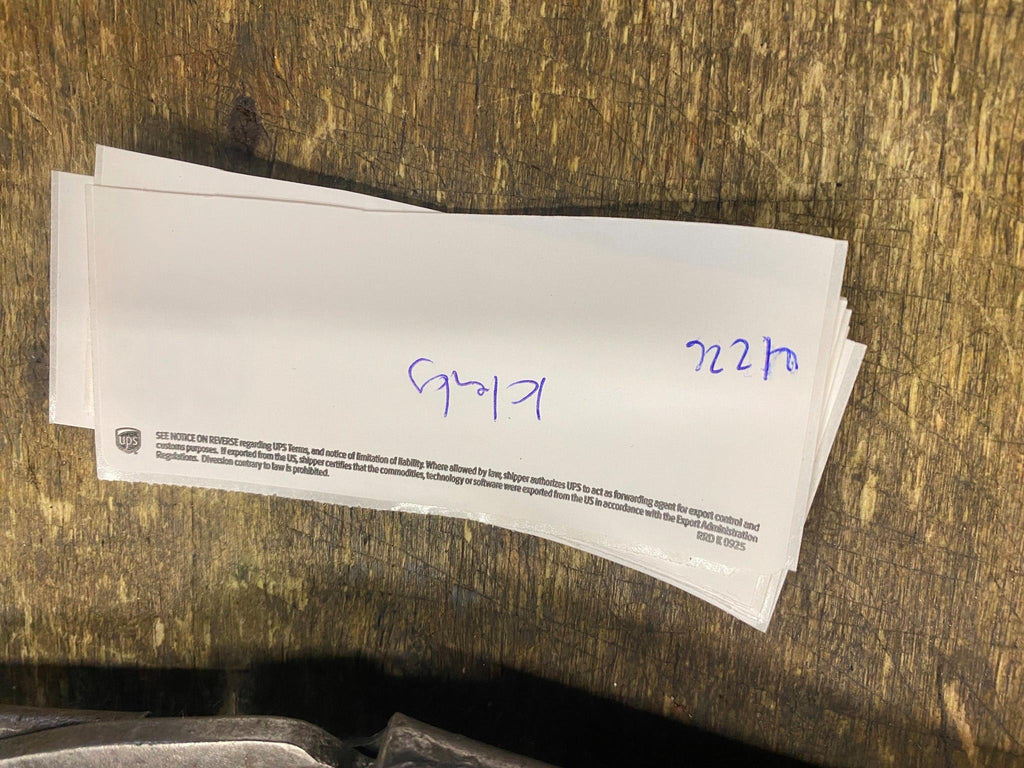 ups
SEE NOTICE ON REVERSE regarding UPS Terms, and notice of limitation of liability. Where allowed by law, shipper authorizes UPS to act as forwarding agent for export control and
customs purposes. If exported from the US, shipper certifies that the commodities, technology or software were exported from the US in accordance with the Export Administration
Regulations. Diversion contrary to law is prohibited.
RRD K 0925